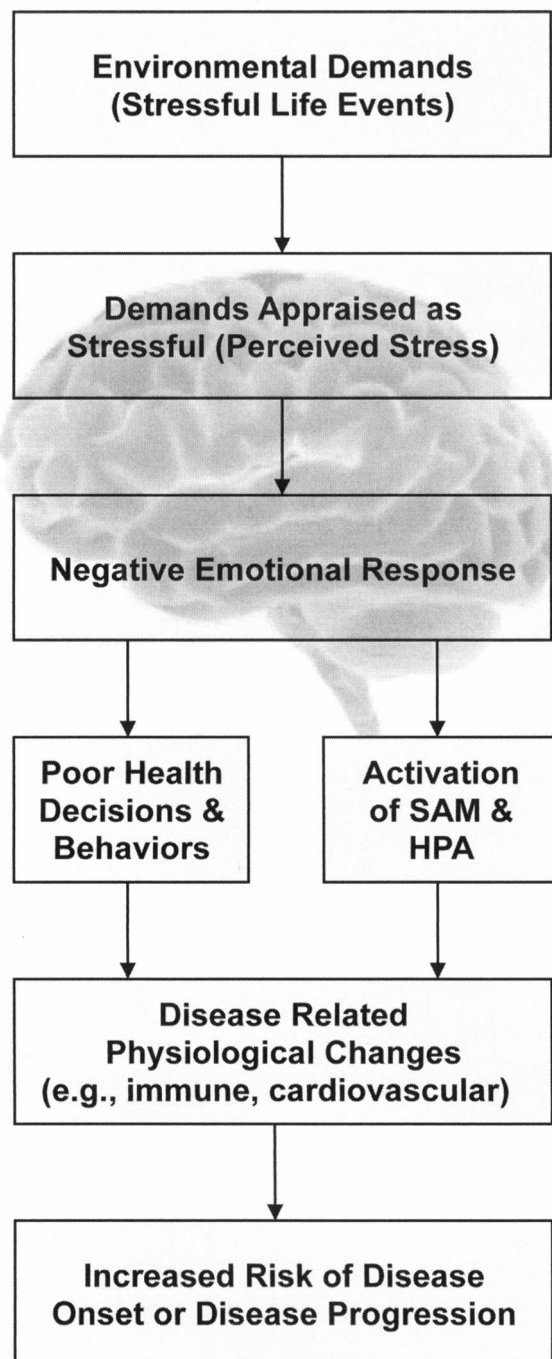 Environmental Demands
(Stressful Life Events)
Demands Appraised as
Stressful (Perceived Stress)
Negative Emotional Response
Poor Health
Decisions &
Behaviors
Activation
of SAM &
HPA
Disease Related
Physiological Changes
(e.g., immune, cardiovascular)
Increased Risk of Disease
Onset or Disease Progression